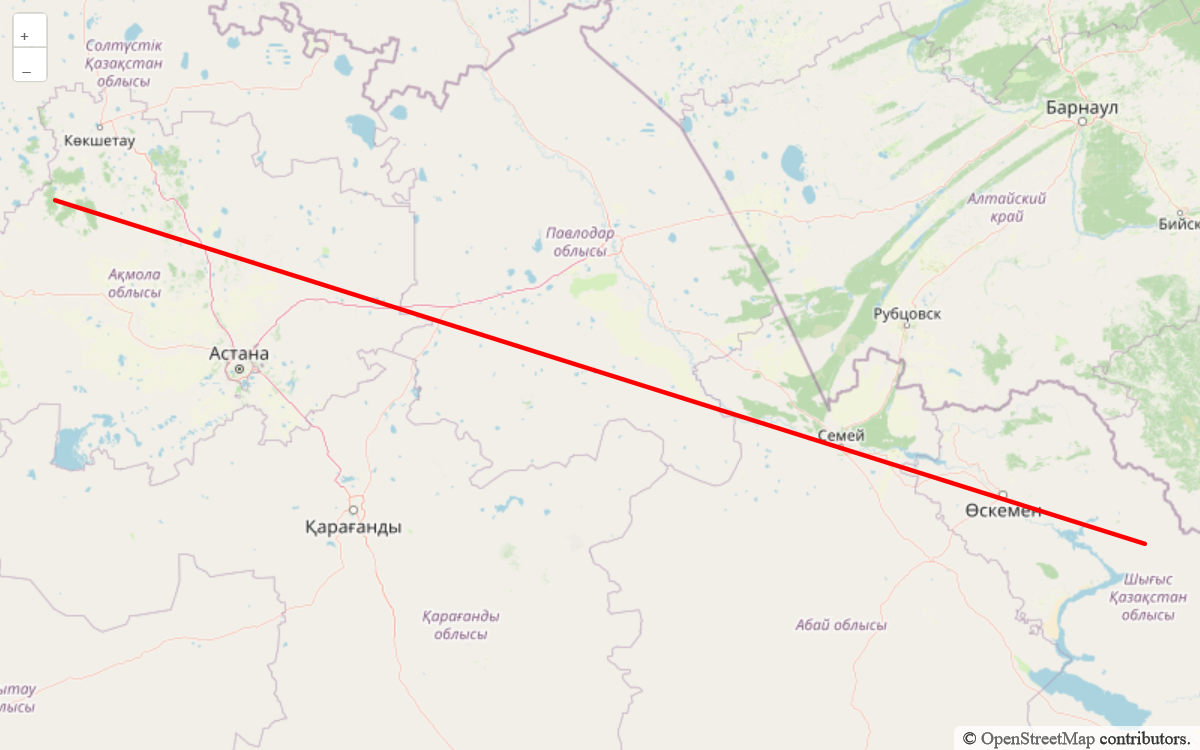 +
–
Солтүстік
Қазақстан
облысы
Көкшетау
Барнаул
Алтайский
край
Бийск
Павлодар
облысы
Ақмола
облысы
Рубцовск
Астана
Семей
Өскемен
Қарағанды
Шығыс
Қазақстан
облысы
Қарағанды
облысы
Абай облысы
ытау
лысы
© OpenStreetMap contributors.